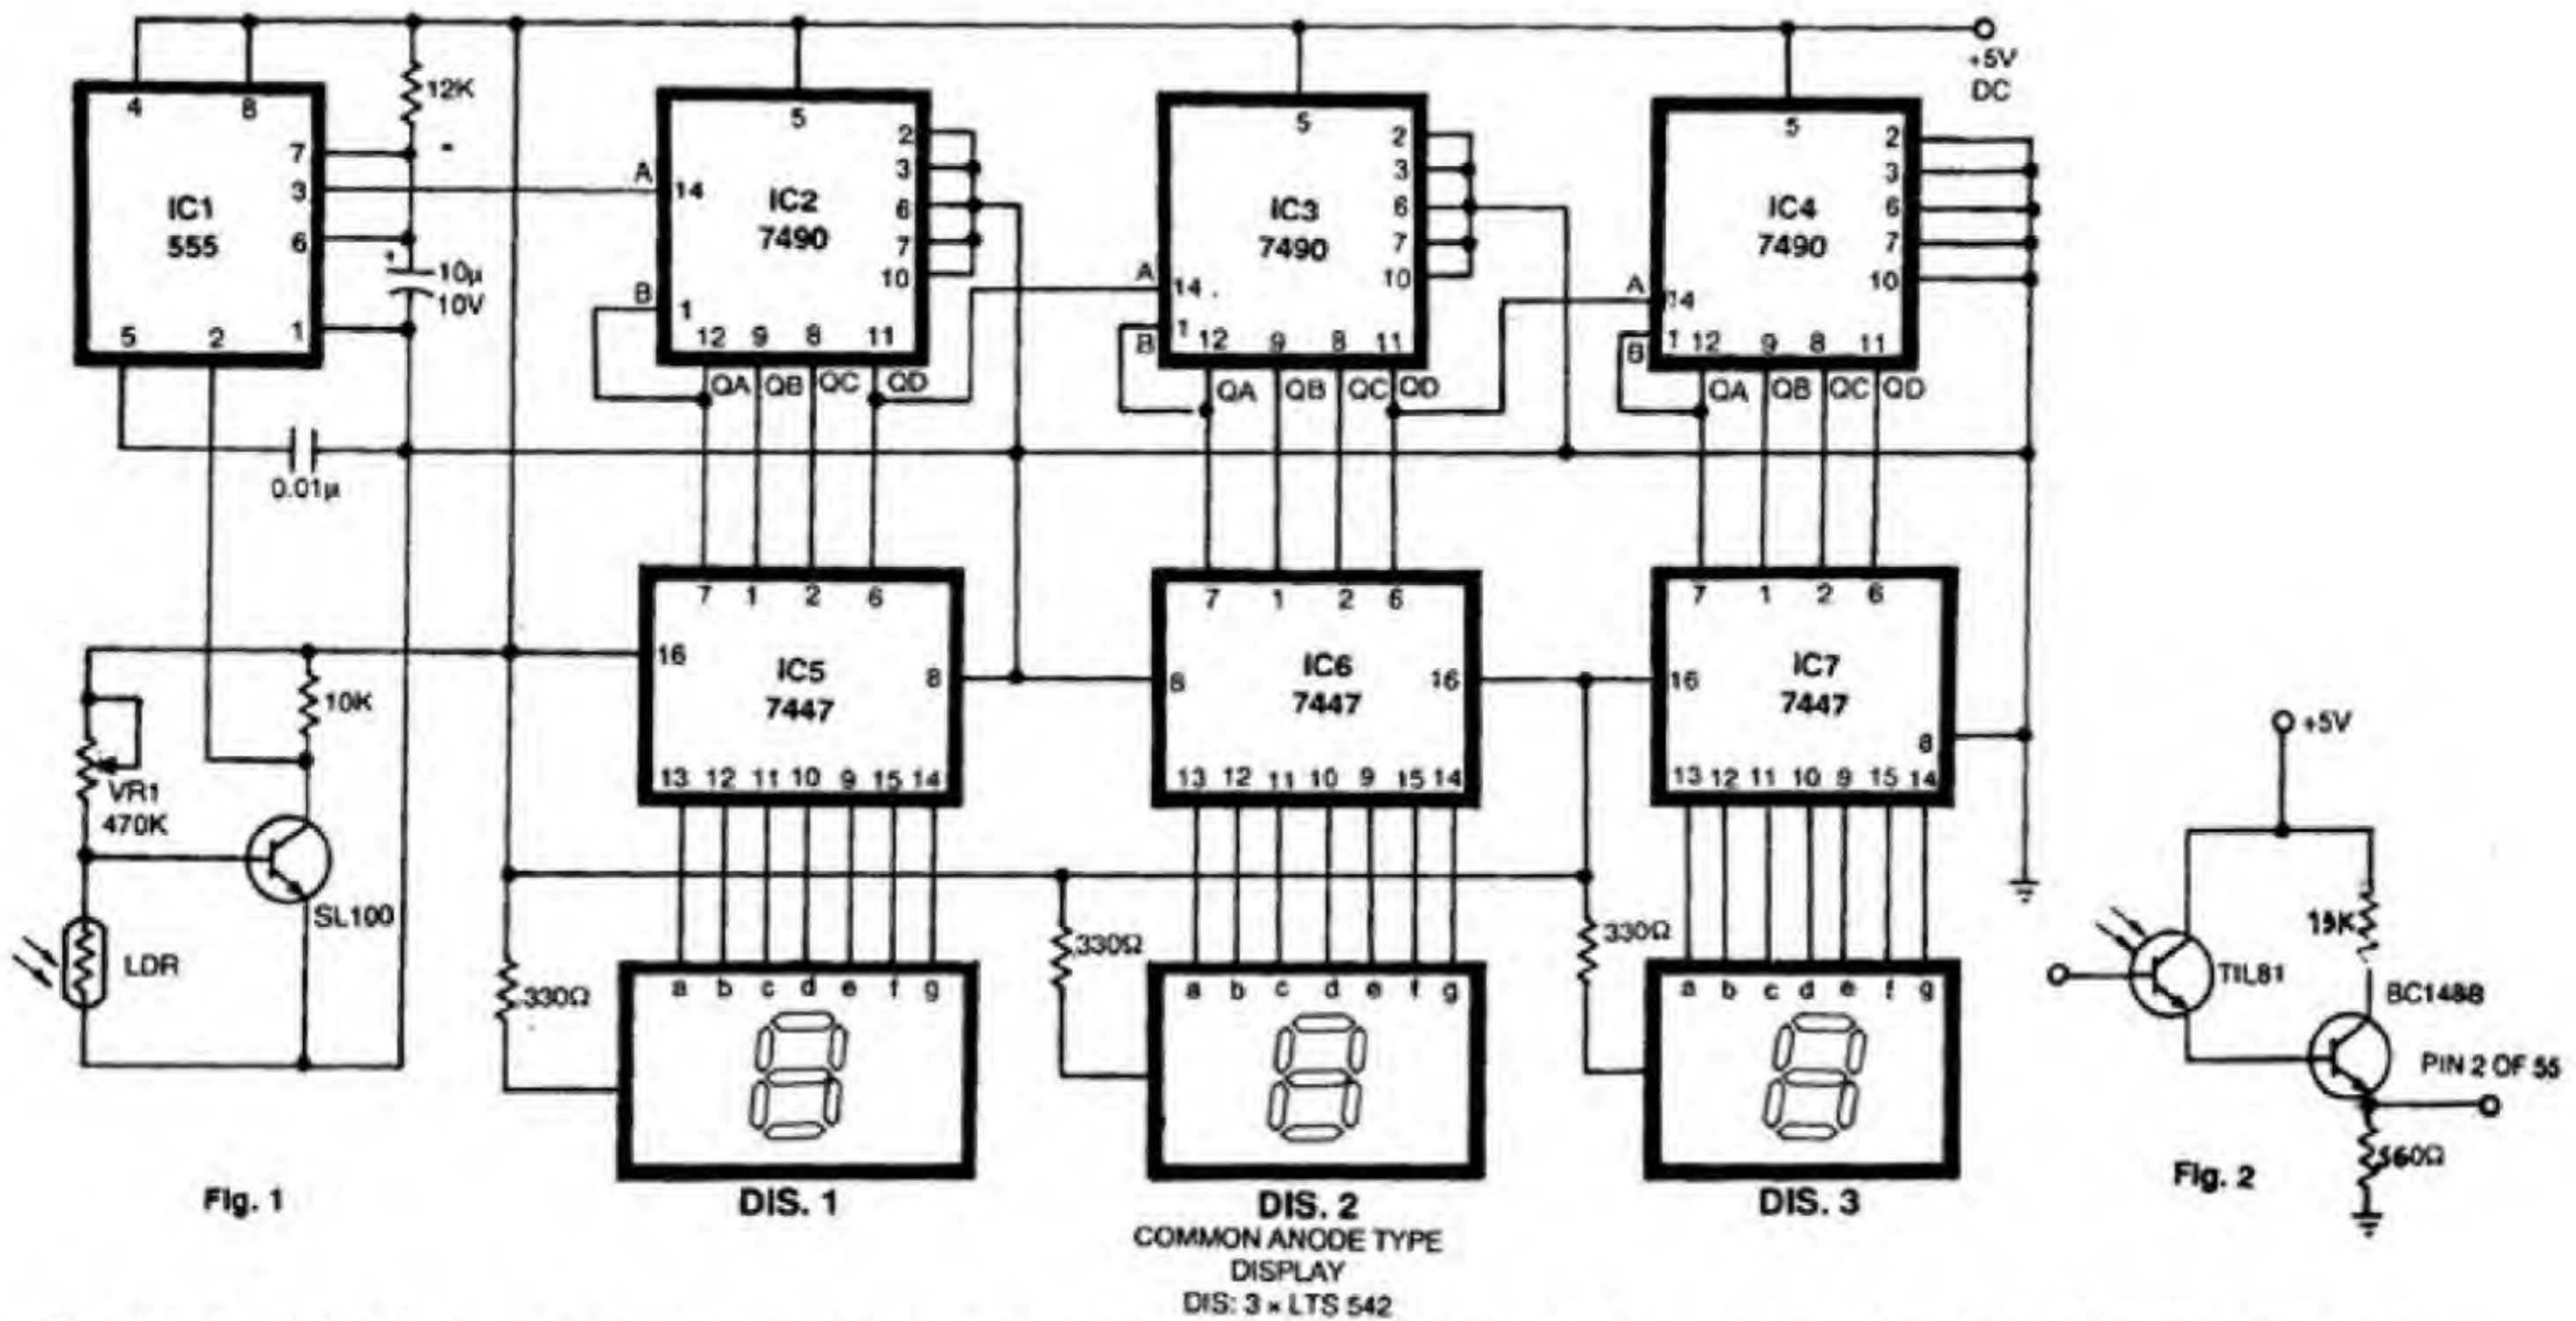 +5V
DC
4
8
12K
7
3
6
1
IC1
555
5
2
10µ
10V
0.01µ
A
14
5
2
3
6
7
10
IC2
7490
B
1
12
9
8
11
QA
QB
QC
QD
A
14
5
2
3
6
7
10
IC3
7490
B
1
12
9
8
11
QA
QB
QC
QD
A
14
5
2
3
6
7
10
IC4
7490
B
1
12
9
8
11
QA
QB
QC
QD
10K
VR1
470K
LDR
SL100
7
1
2
6
16
IC5
7447
8
13
12
11
10
9
15
14
7
1
2
6
8
IC6
7447
16
13
12
11
10
9
15
14
7
1
2
6
16
IC7
7447
8
13
12
11
10
9
15
14
330Ω
330Ω
330Ω
a b c d e f g
a b c d e f g
a b c d e f g
+5V
15K
TIL81
BC148B
PIN 2 OF 55
560Ω
Fig. 1
DIS. 1
DIS. 2
DIS. 3
Fig. 2
COMMON ANODE TYPE
DISPLAY
DIS: 3 × LTS 542